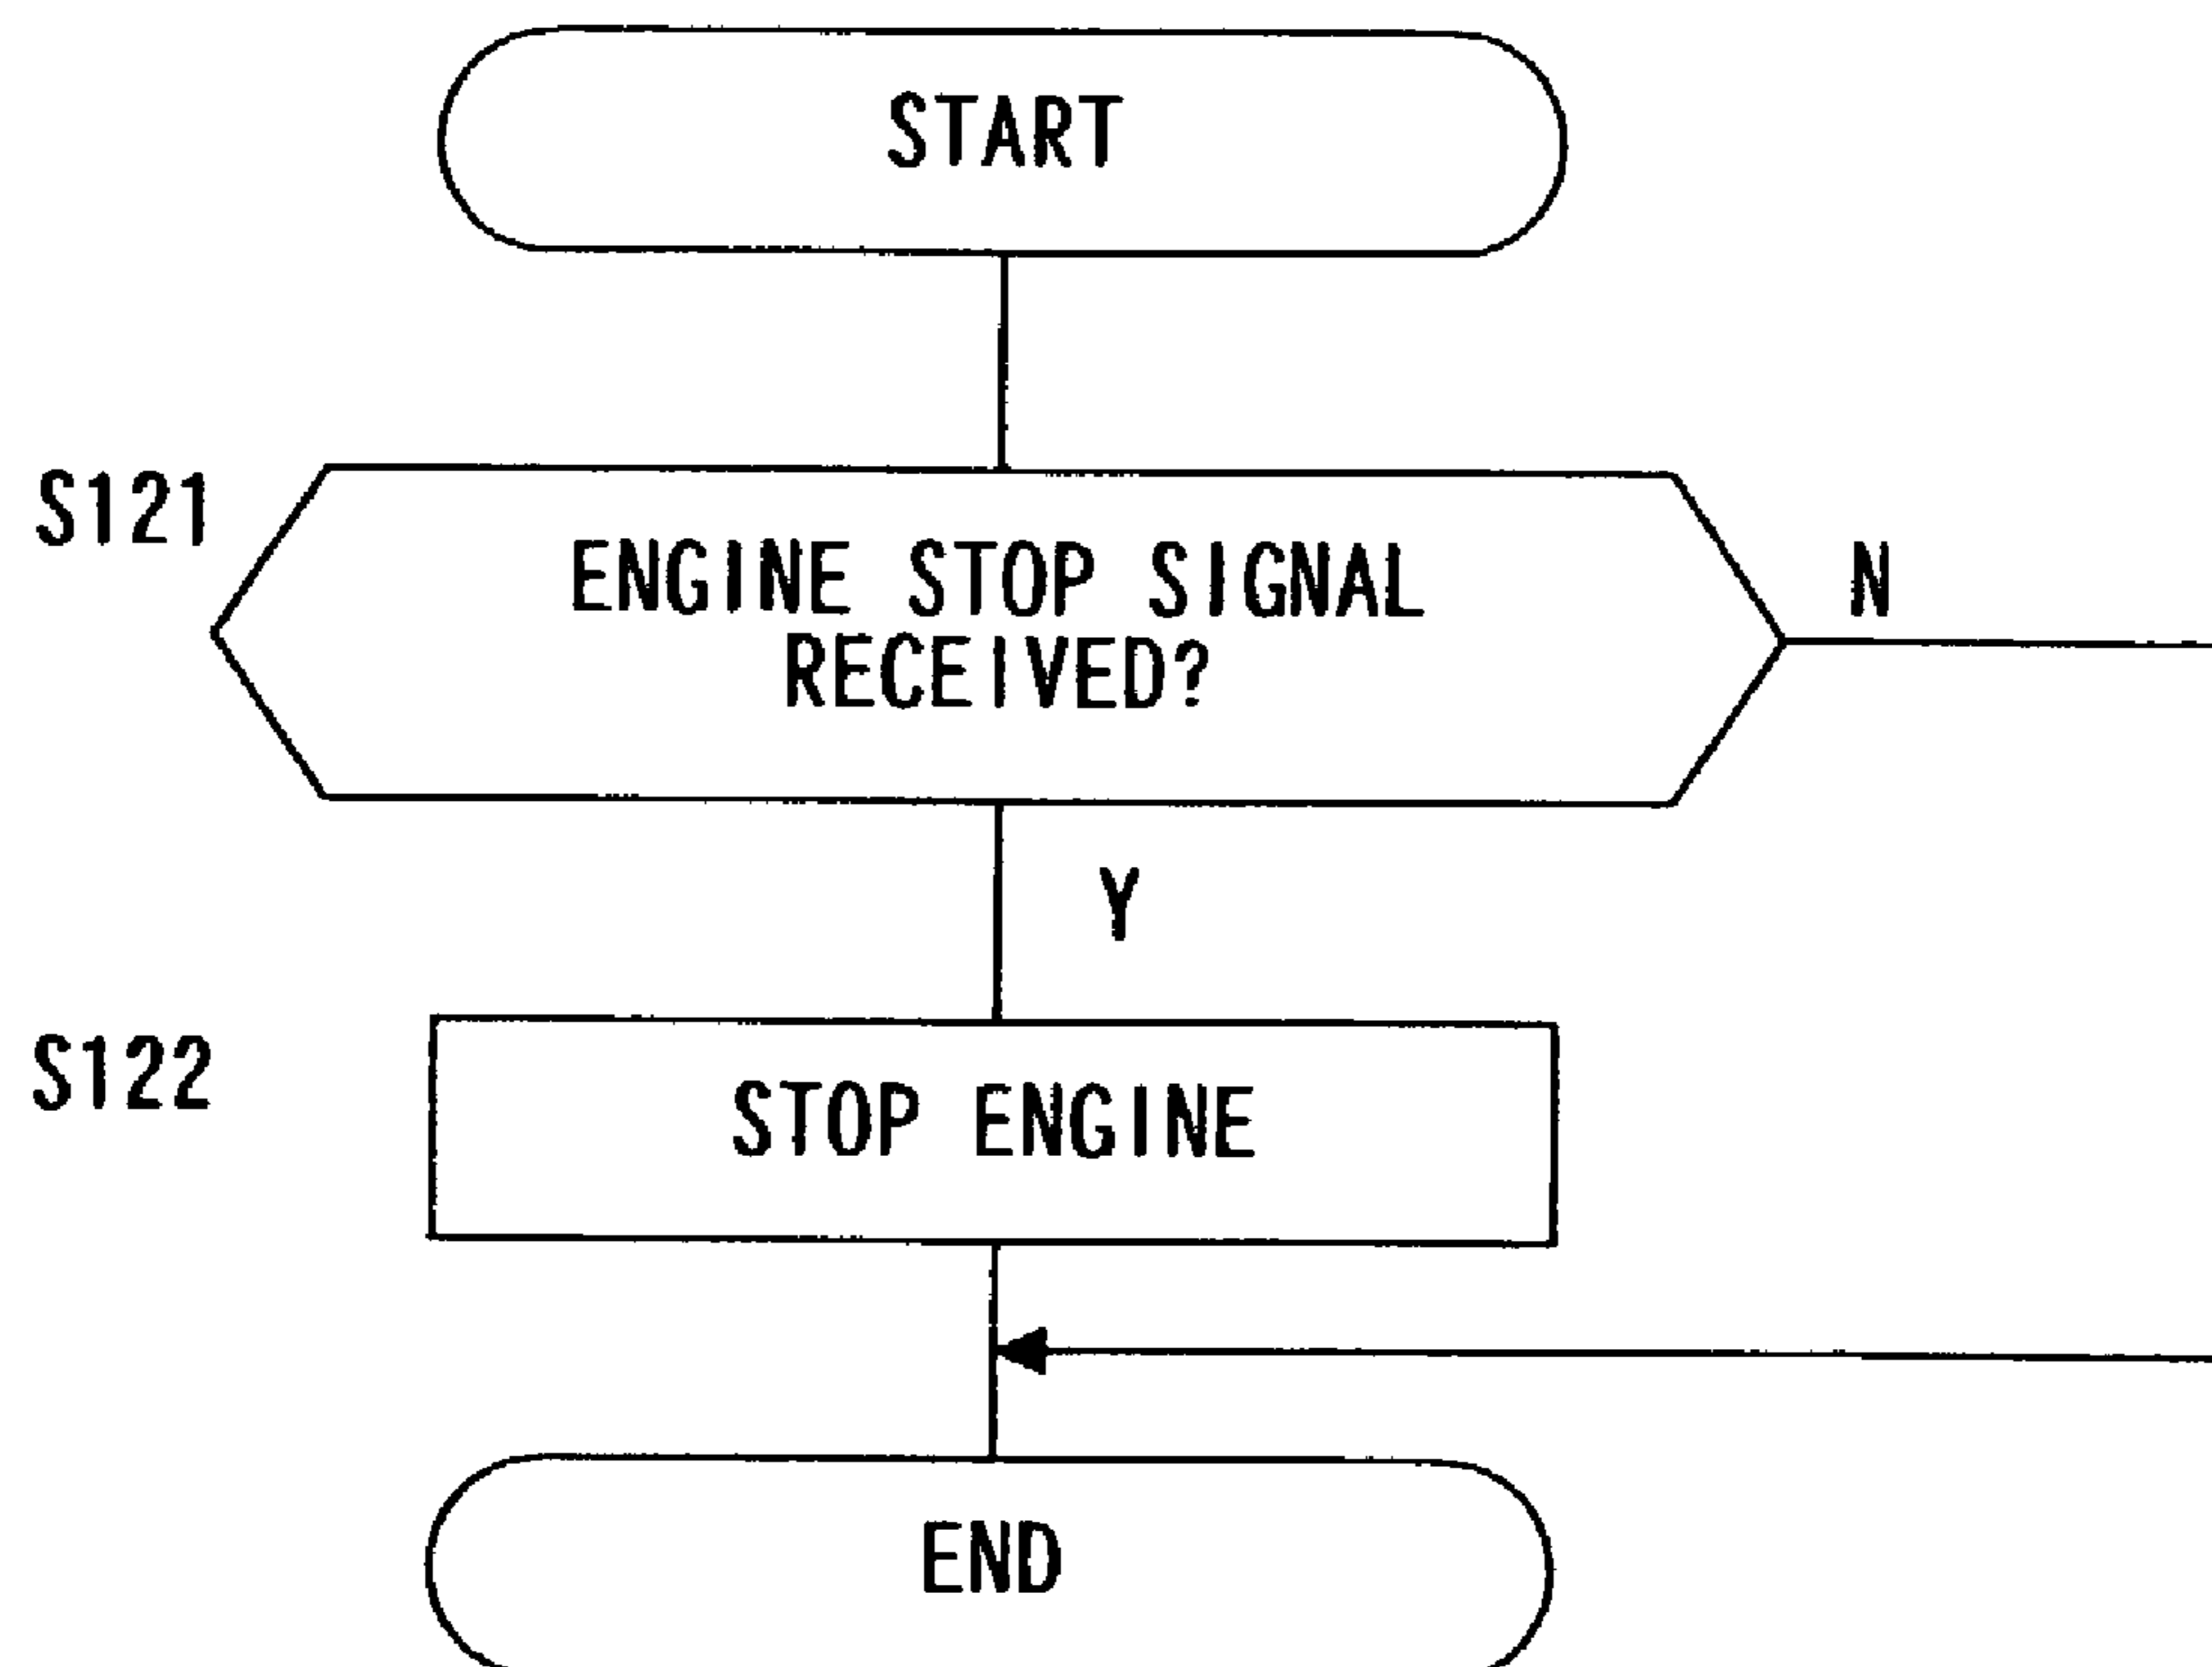 START
S121
ENGINE STOP SIGNAL
RECEIVED?
N
Y
S122
STOP ENGINE
END